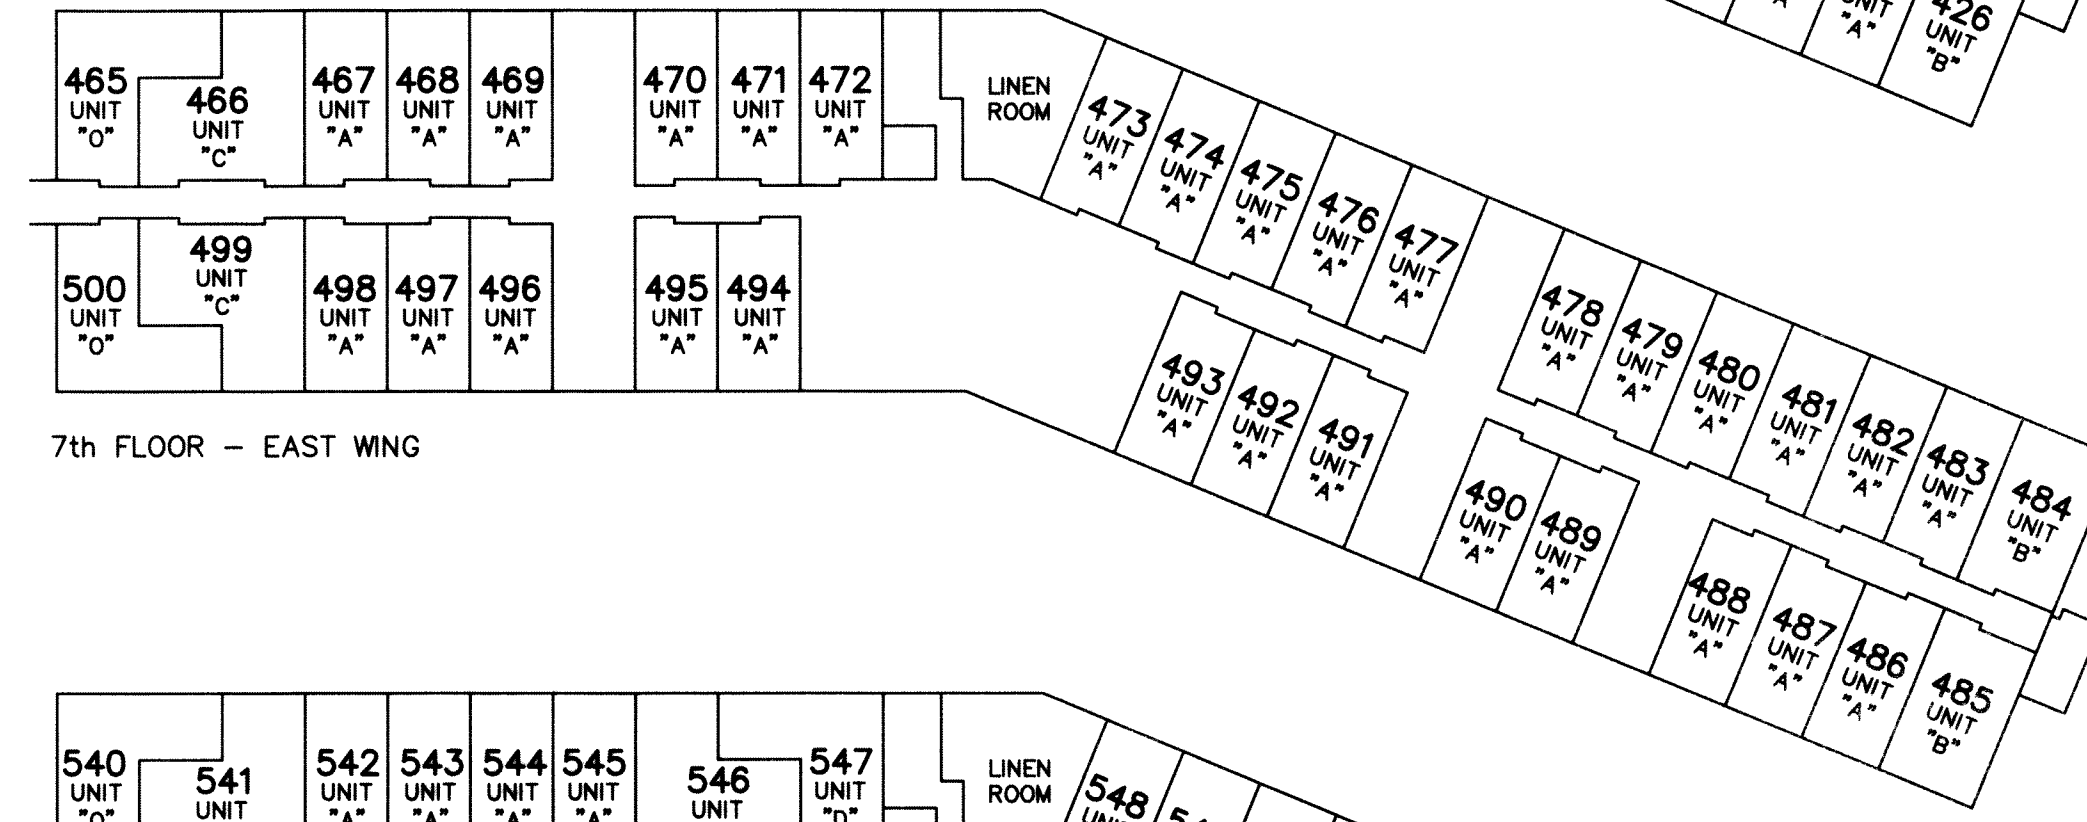 465
UNIT
"O"
466
UNIT
"C"
467
UNIT
"A"
468
UNIT
"A"
469
UNIT
"A"
470
UNIT
"A"
471
UNIT
"A"
472
UNIT
"A"
LINEN
ROOM
473
UNIT
"A"
474
UNIT
"A"
475
UNIT
"A"
476
UNIT
"A"
477
UNIT
"A"
478
UNIT
"A"
479
UNIT
"A"
480
UNIT
"A"
481
UNIT
"A"
482
UNIT
"A"
483
UNIT
"A"
484
UNIT
"B"
"A"
UNIT
"A"
426
UNIT
"B"
500
UNIT
"O"
499
UNIT
"C"
498
UNIT
"A"
497
UNIT
"A"
496
UNIT
"A"
495
UNIT
"A"
494
UNIT
"A"
493
UNIT
"A"
492
UNIT
"A"
491
UNIT
"A"
490
UNIT
"A"
489
UNIT
"A"
488
UNIT
"A"
487
UNIT
"A"
486
UNIT
"A"
485
UNIT
"B"
7th FLOOR – EAST WING
540
UNIT
"O"
541
UNIT
542
UNIT
"A"
543
UNIT
"A"
544
UNIT
"A"
545
UNIT
"A"
546
UNIT
547
UNIT
"D"
LINEN
ROOM
548
UNIT